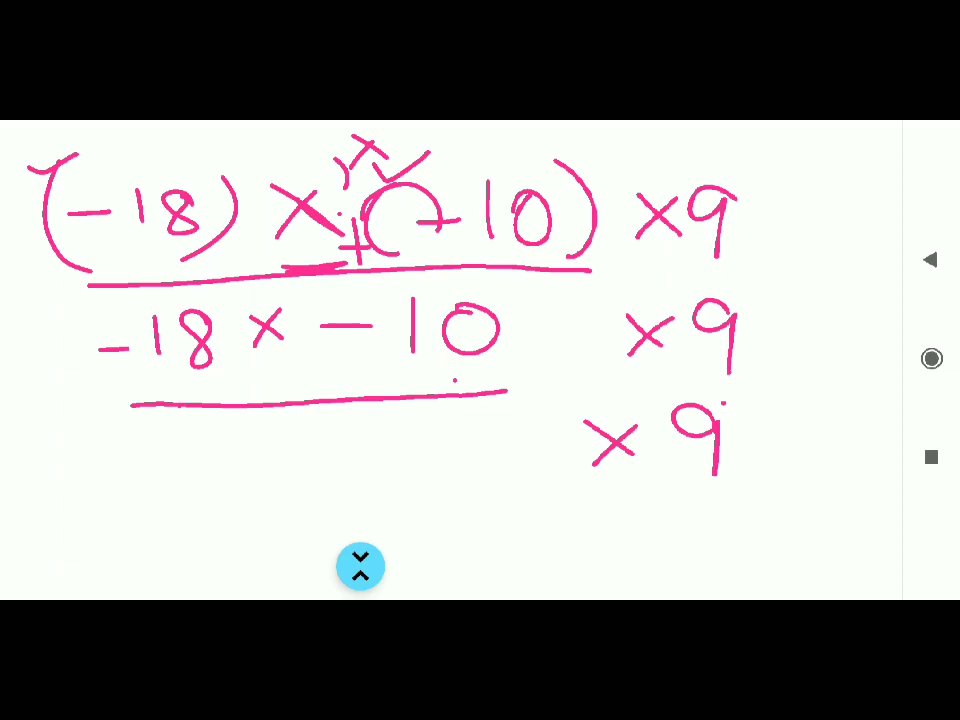 (-18) × (-10) × 9
-18 × -10 × 9
× 9